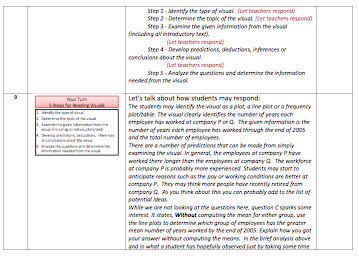 Step 1 - Identify the type of visual. (Let teachers respond)
Step 2 - Determine the topic of the visual. (Let teachers respond)
Step 3 - Examine the given information from the visual
(including all introductory text).
(Let teachers respond)
Step 4 – Develop predictions, deductions, inferences or
conclusions about the visual.
(Let teachers respond)
Step 5 - Analyze the questions and determine the information
needed from the visual.
9
Your Turn
5 Steps for Reading Visuals
1. Identify the type of visual
2. Determine the topic of the visual
3. Examine the given information from the
visual (including all introductory text)
4. Develop predictions, deductions, inferences
or conclusions about the visual
5. Analyze the questions and determine the
information needed from the visual
Let's talk about how students may respond:
The students may identify the visual as a plot, a line plot or a frequency
plot/table. The visual clearly identifies the number of years each
employee has worked at company P or Q. The given information is the
number of years each employee has worked through the end of 2005
and the total number of employees.
There are a number of predictions that can be made from simply
examining the visual. In general, the employees at company P have
worked there longer than the employees at company Q. The workforce
at company P is probably more experienced. Students may start to
anticipate reasons such as the pay or working conditions are better at
company P. They may think more people have recently retired from
company Q. As you think about this you can probably add to the list of
potential ideas.
While we are not looking at the questions here, question C sparks some
interest. It states, Without computing the mean for either group, use
the line plots to determine which group of employees has the greater
mean number of years worked by the end of 2005. Explain how you got
your answer without computing the means. In the brief analysis above
and in what a student has hopefully observed just by taking some time